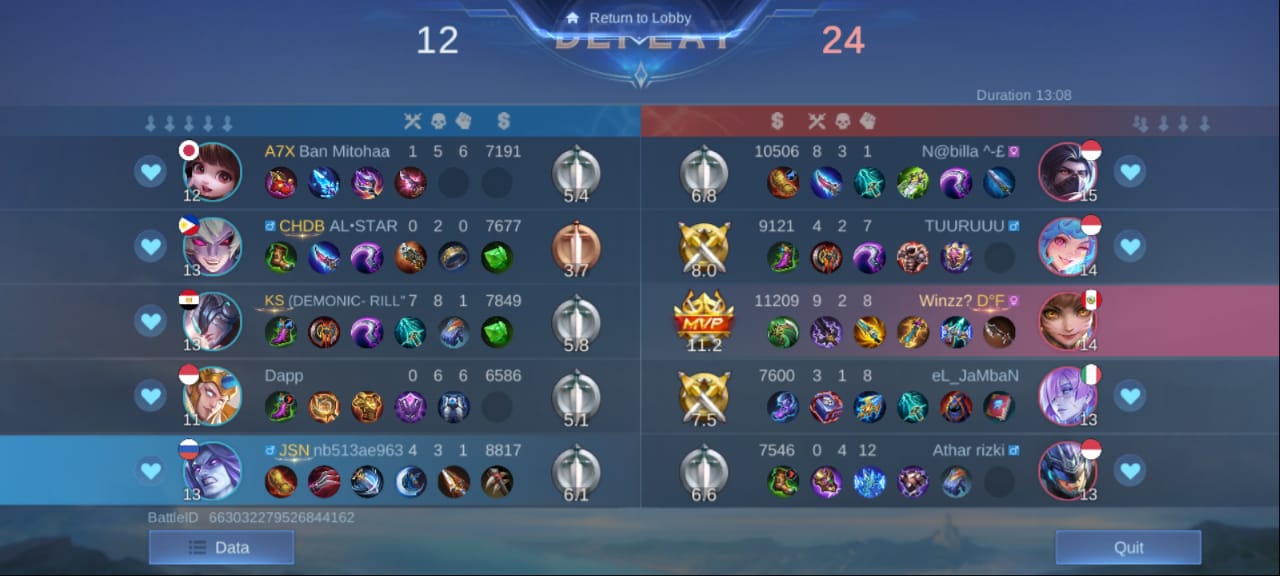 Return to Lobby
12 DEFEAT 24
Duration 13:08
A7X Ban Mitohaa 1 5 6 7191 5.4 12
6.8 10506 8 3 1 N@billa ^-£ 15
CHDB AL•STAR 0 2 0 7677 3.7 13
8.0 9121 4 2 7 TUURUUU 14
KS (DEMONIC- RILL" 7 8 1 7849 5.8 13
MVP 11.2 11209 9 2 8 Winzz? D°F 14
Dapp 0 6 6 6586 5.1 11
7.5 7600 3 1 8 eL_JaMbaN 13
JSN nb513ae963 4 3 1 8817 6.1 13
6.6 7546 0 4 12 Athar rizki 13
BattleID 663032279526844162
Data
Quit